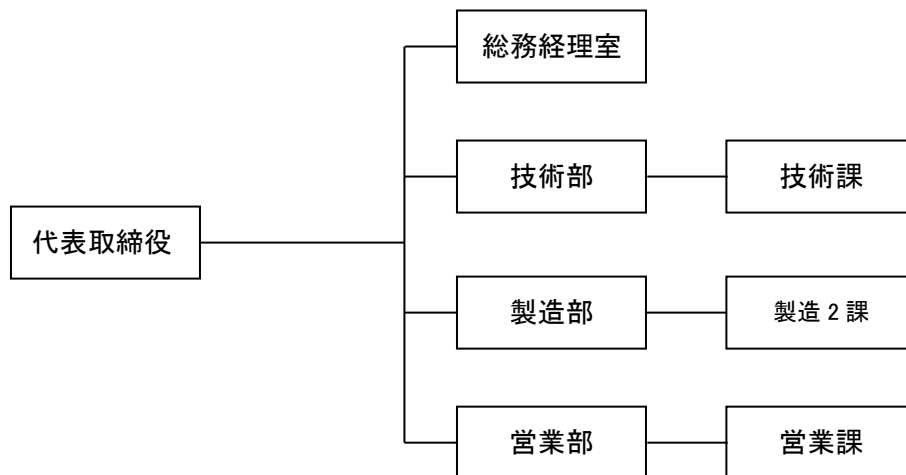 総務経理室
技術部
技術課
代表取締役
製造部
製造2課
営業部
営業課